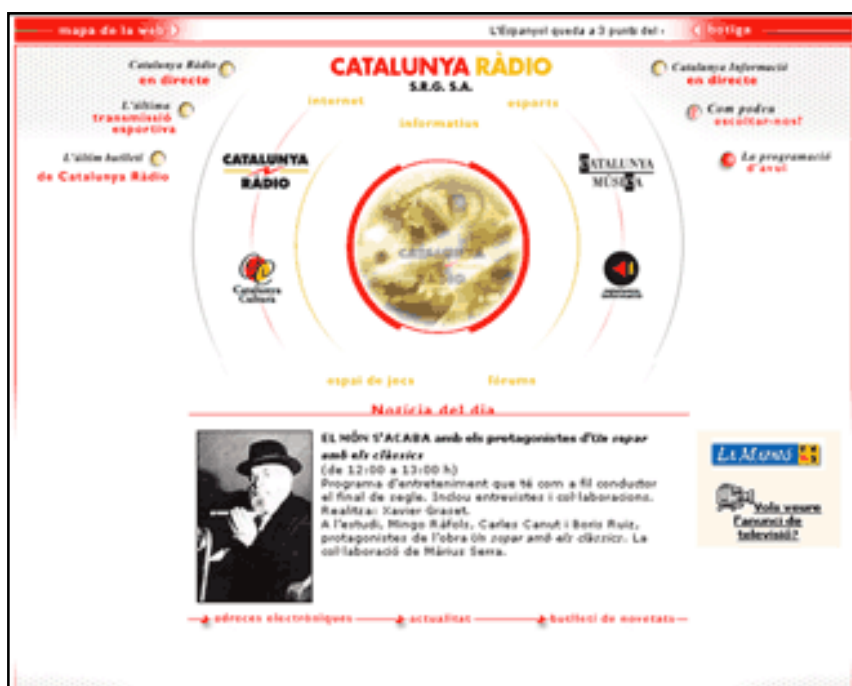 mapa de la web
L'Espanyol queda a 3 punts del
botiga
Catalunya Ràdio
en directe
CATALUNYA RÀDIO
S.R.G. S.A.
Catalunya Informació
en directe
L'última
transmissió
esportiva
internet
esports
informatius
Com podeu
escoltar-nos?
L'últim butlletí
de Catalunya Ràdio
CATALUNYA
RÀDIO
CATALUNYA
MÚSICA
La programació
d'avui
CATALUNYA
RÀDIO
Catalunya
Cultura
espai de jocs
fòrums
Notícia del dia
EL MÓN S'ACABA amb els protagonistes d'Un sopar
amb els clàssics
(de 12:00 a 13:00 h)
Programa d'entreteniment que té com a fil conductor
el final de segle. Inclou entrevistes i col·laboracions.
Realitza: Xavier Graset.
A l'estudi, Mingo Ràfols, Carles Canut i Boris Ruiz,
protagonistes de l'obra Un sopar amb els clàssics. La
col·laboració de Màrius Serra.
LA MARATÓ
Vols veure
l'anunci de
televisió?
adreces electròniques
actualitat
butlletí de novetats